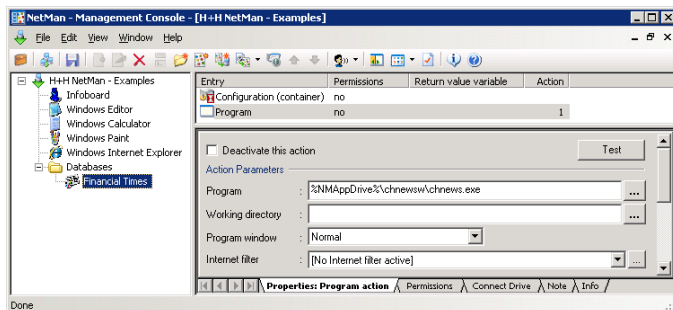 NetMan - Management Console - [H+H NetMan - Examples]
File Edit View Window Help
H+H NetMan - Examples
Infoboard
Windows Editor
Windows Calculator
Windows Paint
Windows Internet Explorer
Databases
Financial Times
Entry Permissions Return value variable Action
Configuration (container) no
Program no 1
Deactivate this action Test
Action Parameters
Program : %NMAppDrive%\chnewsw\chnews.exe ...
Working directory : ...
Program window : Normal
Internet filter : [No Internet filter active] ...
Properties: Program action Permissions Connect Drive Note Info
Done